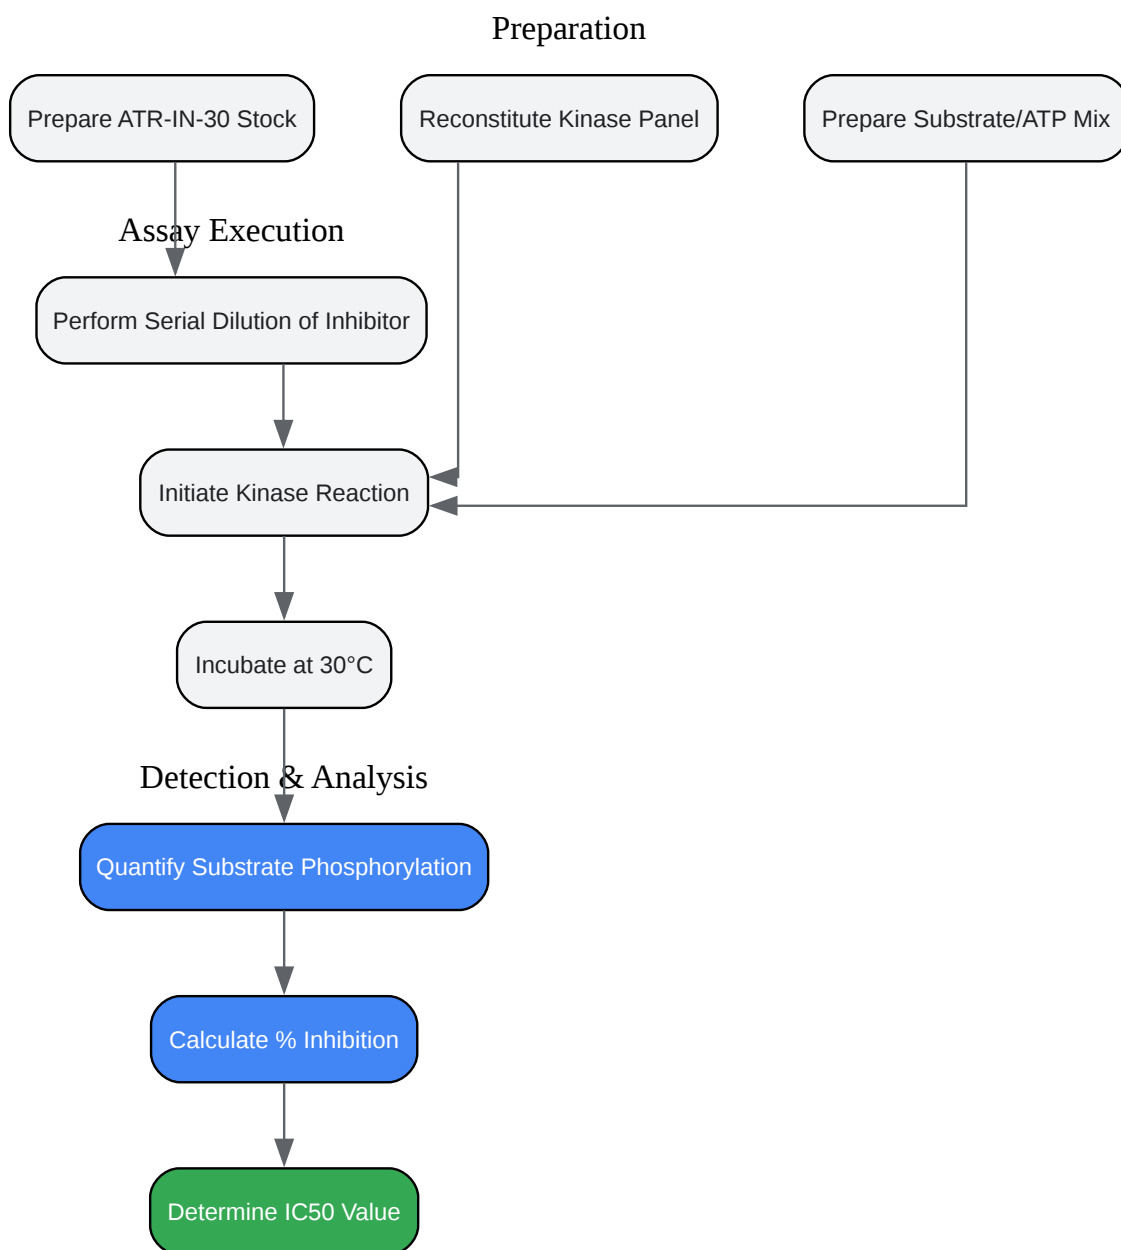 Preparation
Prepare ATR-IN-30 Stock
Reconstitute Kinase Panel
Prepare Substrate/ATP Mix
Assay Execution
Perform Serial Dilution of Inhibitor
Initiate Kinase Reaction
Incubate at 30°C
Detection & Analysis
Quantify Substrate Phosphorylation
Calculate % Inhibition
Determine IC50 Value